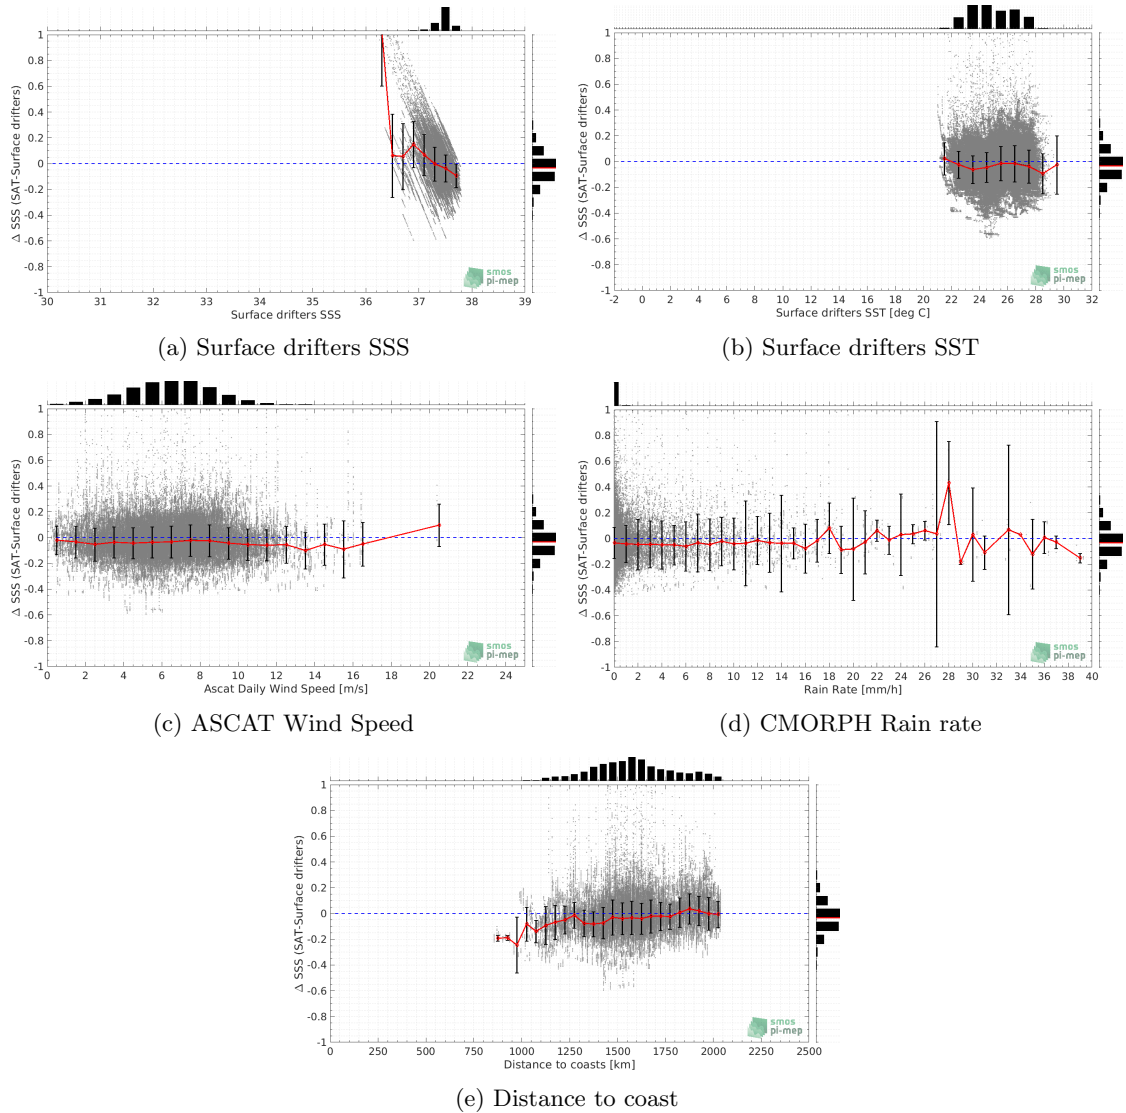 1
0.8
0.6
0.4
0.2
0
-0.2
-0.4
-0.6
-0.8
-1
Δ SSS (SAT-Surface drifters)
30 31 32 33 34 35 36 37 38 39
Surface drifters SSS
smos
pi-mep
(a) Surface drifters SSS
1
0.8
0.6
0.4
0.2
0
-0.2
-0.4
-0.6
-0.8
-1
Δ SSS (SAT-Surface drifters)
-2 0 2 4 6 8 10 12 14 16 18 20 22 24 26 28 30 32
Surface drifters SST [deg C]
smos
pi-mep
(b) Surface drifters SST
1
0.8
0.6
0.4
0.2
0
-0.2
-0.4
-0.6
-0.8
-1
Δ SSS (SAT-Surface drifters)
0 2 4 6 8 10 12 14 16 18 20 22 24
Ascat Daily Wind Speed [m/s]
smos
pi-mep
(c) ASCAT Wind Speed
1
0.8
0.6
0.4
0.2
0
-0.2
-0.4
-0.6
-0.8
-1
Δ SSS (SAT-Surface drifters)
0 2 4 6 8 10 12 14 16 18 20 22 24 26 28 30 32 34 36 38 40
Rain Rate [mm/h]
smos
pi-mep
(d) CMORPH Rain rate
1
0.8
0.6
0.4
0.2
0
-0.2
-0.4
-0.6
-0.8
-1
Δ SSS (SAT-Surface drifters)
0 250 500 750 1000 1250 1500 1750 2000 2250 2500
Distance to coasts [km]
smos
pi-mep
(e) Distance to coast